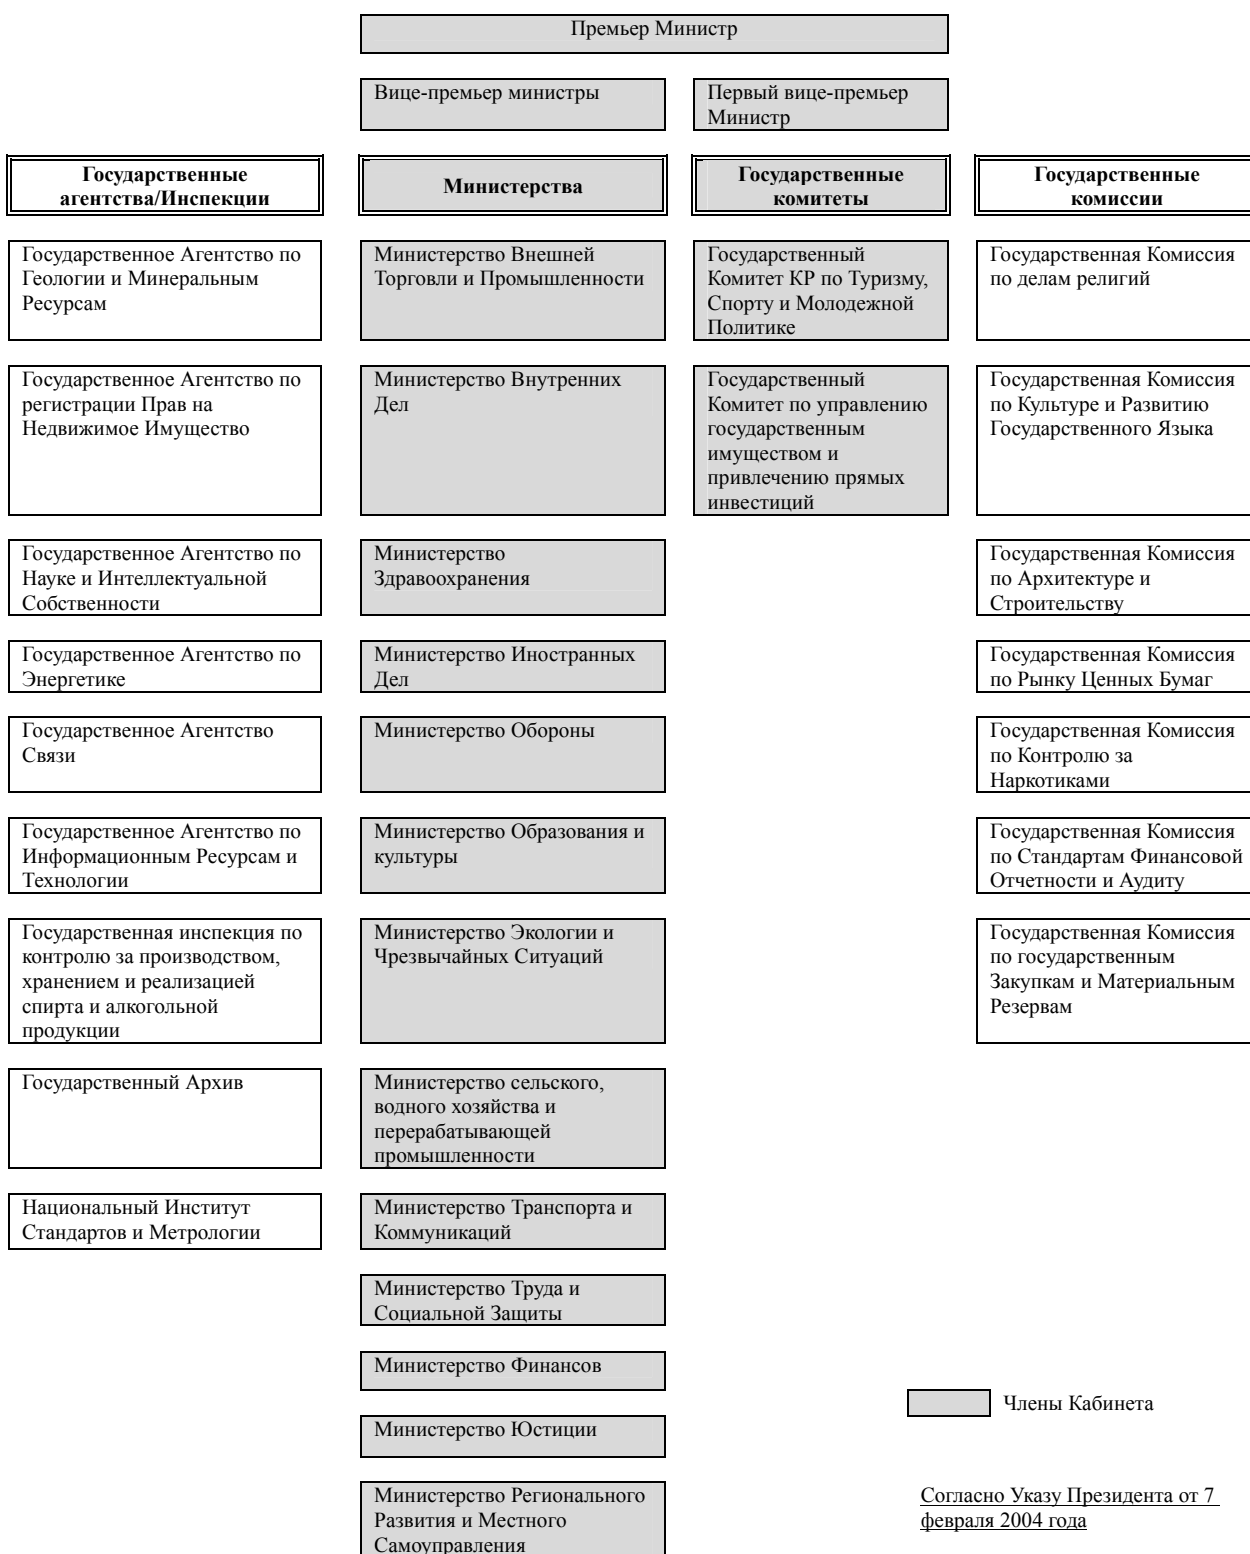 Премьер Министр
Вице-премьер министры
Первый вице-премьер
Министр
Государственные
агентства/Инспекции
Министерства
Государственные
комитеты
Государственные
комиссии
Государственное Агентство по
Геологии и Минеральным
Ресурсам
Министерство Внешней
Торговли и Промышленности
Государственный
Комитет КР по Туризму,
Спорту и Молодежной
Политике
Государственная Комиссия
по делам религий
Государственное Агентство по
регистрации Прав на
Недвижимое Имущество
Министерство Внутренних
Дел
Государственный
Комитет по управлению
государственным
имуществом и
привлечению прямых
инвестиций
Государственная Комиссия
по Культуре и Развитию
Государственного Языка
Государственное Агентство по
Науке и Интеллектуальной
Собственности
Министерство
Здравоохранения
Государственная Комиссия
по Архитектуре и
Строительству
Государственное Агентство по
Энергетике
Министерство Иностранных
Дел
Государственная Комиссия
по Рынку Ценных Бумаг
Государственное Агентство
Связи
Министерство Обороны
Государственная Комиссия
по Контролю за
Наркотиками
Государственное Агентство по
Информационным Ресурсам и
Технологии
Министерство Образования и
культуры
Государственная Комиссия
по Стандартам Финансовой
Отчетности и Аудиту
Государственная инспекция по
контролю за производством,
хранением и реализацией
спирта и алкогольной
продукции
Министерство Экологии и
Чрезвычайных Ситуаций
Государственная Комиссия
по государственным
Закупкам и Материальным
Резервам
Государственный Архив
Министерство сельского,
водного хозяйства и
перерабатывающей
промышленности
Национальный Институт
Стандартов и Метрологии
Министерство Транспорта и
Коммуникаций
Министерство Труда и
Социальной Защиты
Министерство Финансов
Члены Кабинета
Министерство Юстиции
Министерство Регионального
Развития и Местного
Самоуправления
Согласно Указу Президента от 7
февраля 2004 года